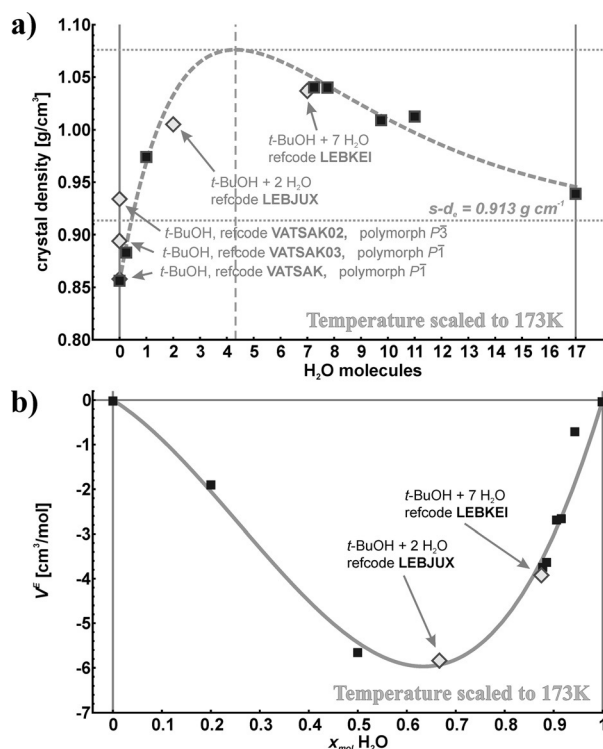 a)
crystal density [g/cm³]
1.10
1.05
1.00
0.95
0.90
0.85
0.80
t-BuOH + 7 H₂O
refcode LEBKEI
t-BuOH + 2 H₂O
refcode LEBJUX
s-dₑ = 0.913 g cm⁻¹
t-BuOH, refcode VATSAK02, polymorph P3̅
t-BuOH, refcode VATSAK03, polymorph P1̅
t-BuOH, refcode VATSAK, polymorph P1̅
Temperature scaled to 173K
0 1 2 3 4 5 6 7 8 9 10 11 12 13 14 15 16 17
H₂O molecules
b)
Vᴱ [cm³/mol]
0
-1
-2
-3
-4
-5
-6
-7
t-BuOH + 7 H₂O
refcode LEBKEI
t-BuOH + 2 H₂O
refcode LEBJUX
Temperature scaled to 173K
0 0.1 0.2 0.3 0.4 0.5 0.6 0.7 0.8 0.9 1
xₘₒₗ H₂O